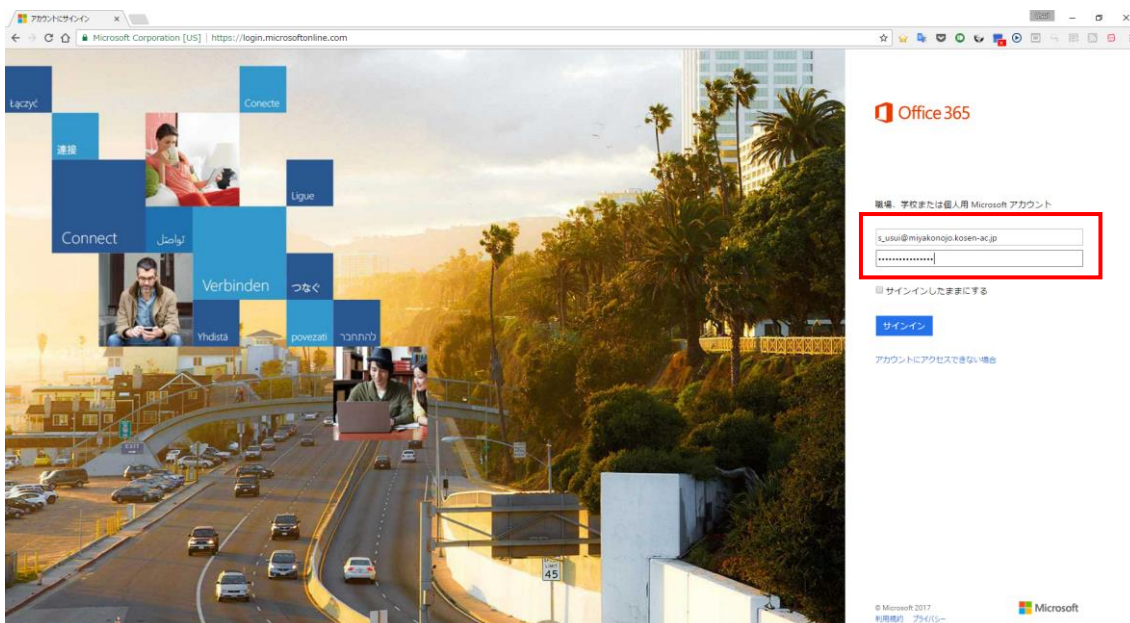 アカウントにサインイン
Microsoft Corporation [US] | https://login.microsoftonline.com
Łączyć
Conecte
連接
Ligue
Connect
تواصَل
Verbinden
つなぐ
Yhdistä
povezati
להתחבר
EXIT
SPEED
LIMIT
45
Office 365
職場、学校または個人用 Microsoft アカウント
s_usui@miyakonojo.kosen-ac.jp
••••••••••••••••
サインインしたままにする
サインイン
アカウントにアクセスできない場合
© Microsoft 2017
利用規約 プライバシー
Microsoft